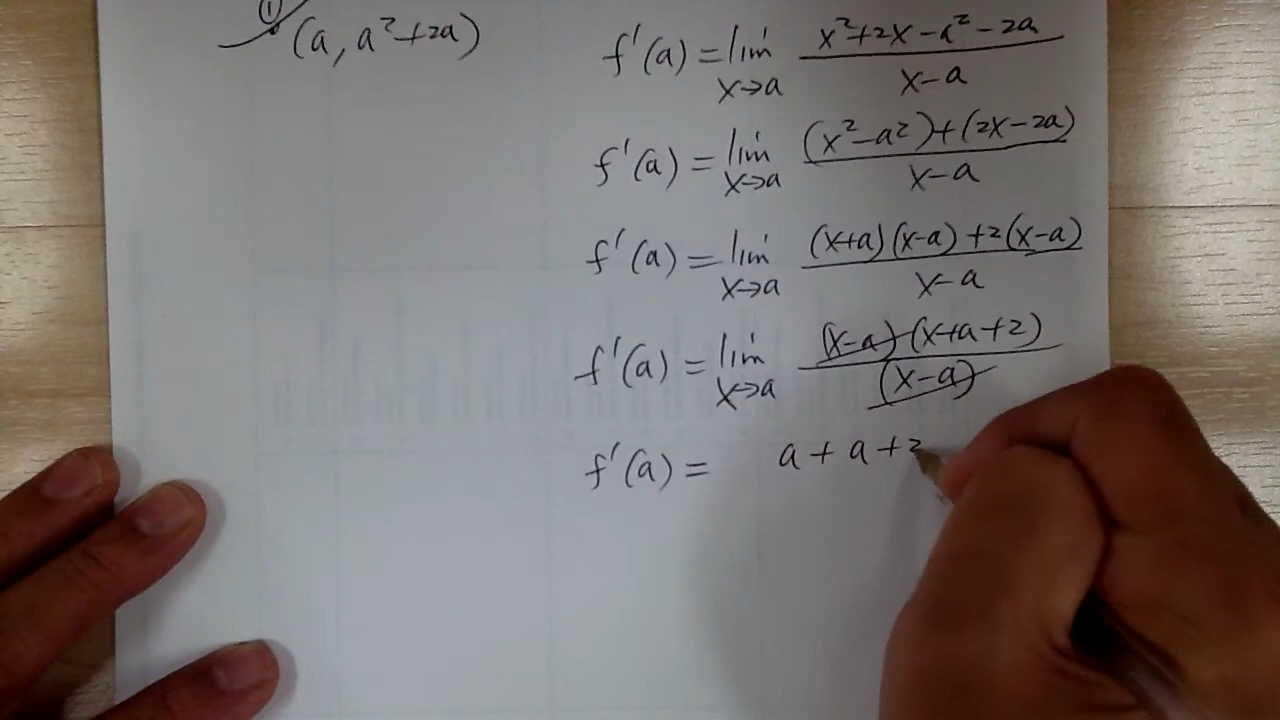 ① (a, a²+2a)
f'(a) = lim x→a (x²+2x-a²-2a)/(x-a)
f'(a) = lim x→a ((x²-a²)+(2x-2a))/(x-a)
f'(a) = lim x→a ((x+a)(x-a)+2(x-a))/(x-a)
f'(a) = lim x→a ((x-a)(x+a+2))/((x-a))
f'(a) = a+a+2